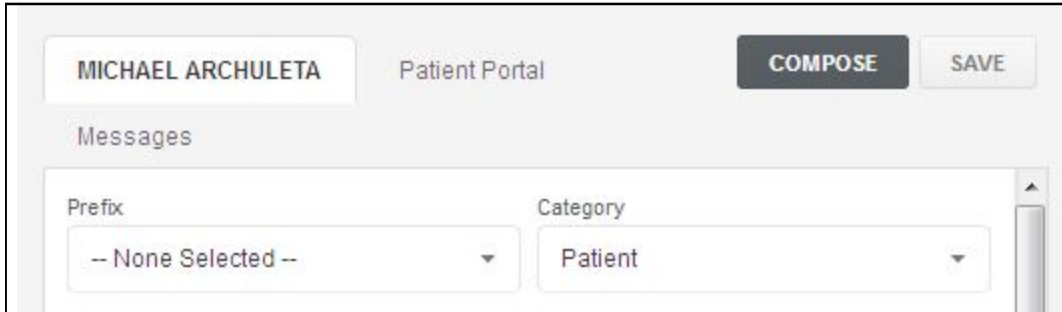 MICHAEL ARCHULETA Patient Portal COMPOSE SAVE
Messages
Prefix Category
-- None Selected -- Patient